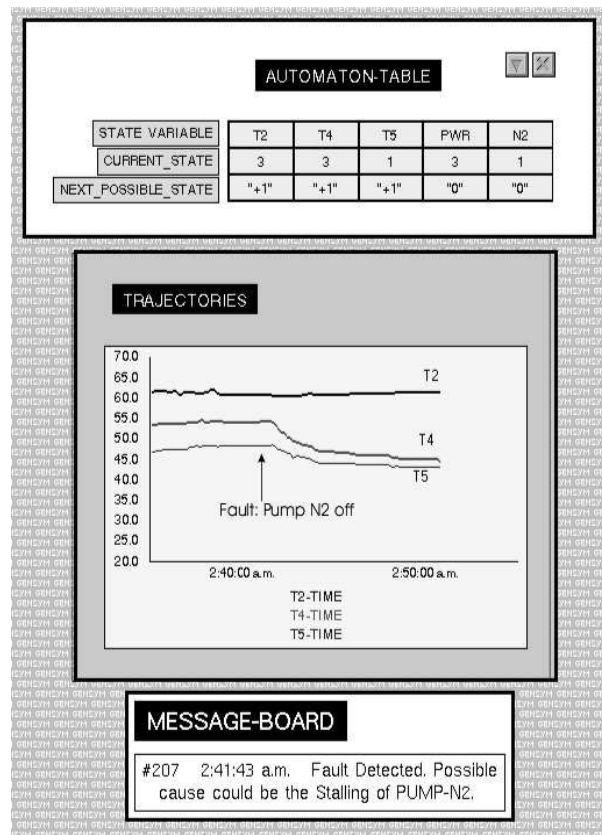 AUTOMATON-TABLE
STATE VARIABLE T2 T4 T5 PWR N2
CURRENT_STATE 3 3 1 3 1
NEXT_POSSIBLE_STATE "+1" "+1" "+1" "0" "0"
TRAJECTORIES
70.0
65.0
60.0
55.0
50.0
45.0
40.0
35.0
30.0
25.0
20.0
T2
T4
T5
Fault: Pump N2 off
2:40:00 a.m. 2:50:00 a.m.
T2-TIME
T4-TIME
T5-TIME
MESSAGE-BOARD
#207 2:41:43 a.m. Fault Detected. Possible
cause could be the Stalling of PUMP-N2.